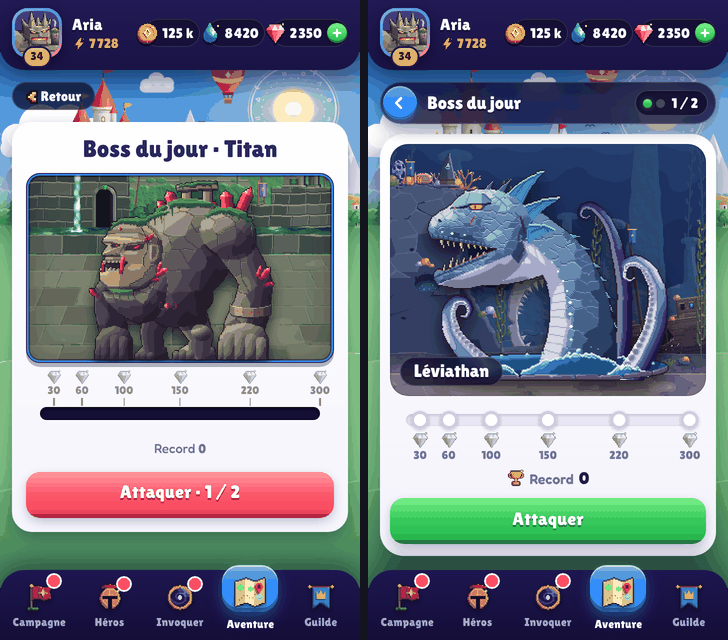 Aria
34
7728
125 k
8420
2350
Retour
Boss du jour · Titan
30 60 100 150 220 300
Record 0
Attaquer · 1 / 2
Campagne Héros Invoquer Aventure Guilde
Aria
34
7728
125 k
8420
2350
Boss du jour
1 / 2
Léviathan
30 60 100 150 220 300
Record 0
Attaquer
Campagne Héros Invoquer Aventure Guilde